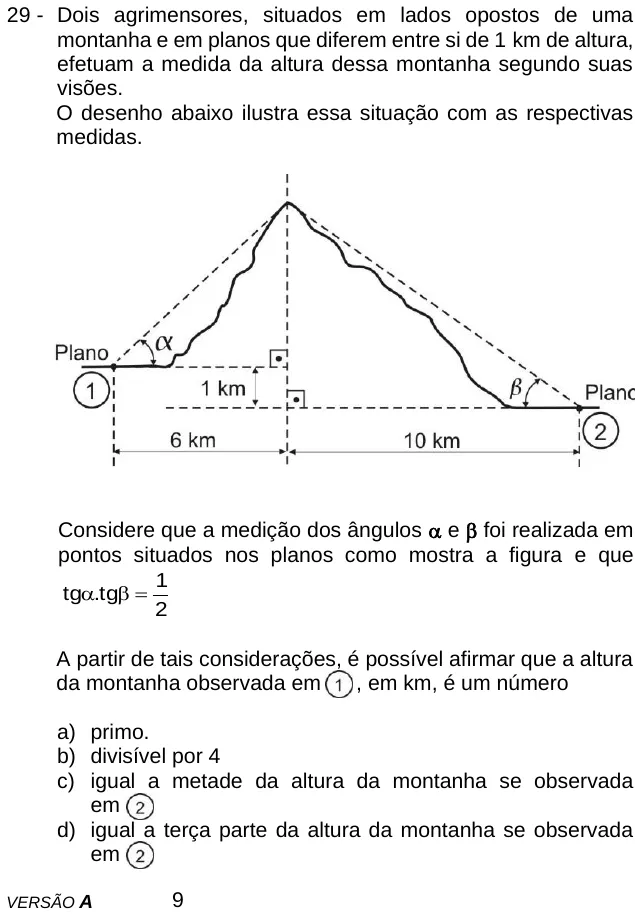 29 - Dois agrimensores, situados em lados opostos de uma
montanha e em planos que diferem entre si de 1 km de altura,
efetuam a medida da altura dessa montanha segundo suas
visões.
O desenho abaixo ilustra essa situação com as respectivas
medidas.
α
Plano
1
1 km
β
Plano
2
6 km
10 km
Considere que a medição dos ângulos α e β foi realizada em
pontos situados nos planos como mostra a figura e que
tgα.tgβ = 1/2
A partir de tais considerações, é possível afirmar que a altura
da montanha observada em 1, em km, é um número
a) primo.
b) divisível por 4
c) igual a metade da altura da montanha se observada
em 2
d) igual a terça parte da altura da montanha se observada
em 2
VERSÃO A 9